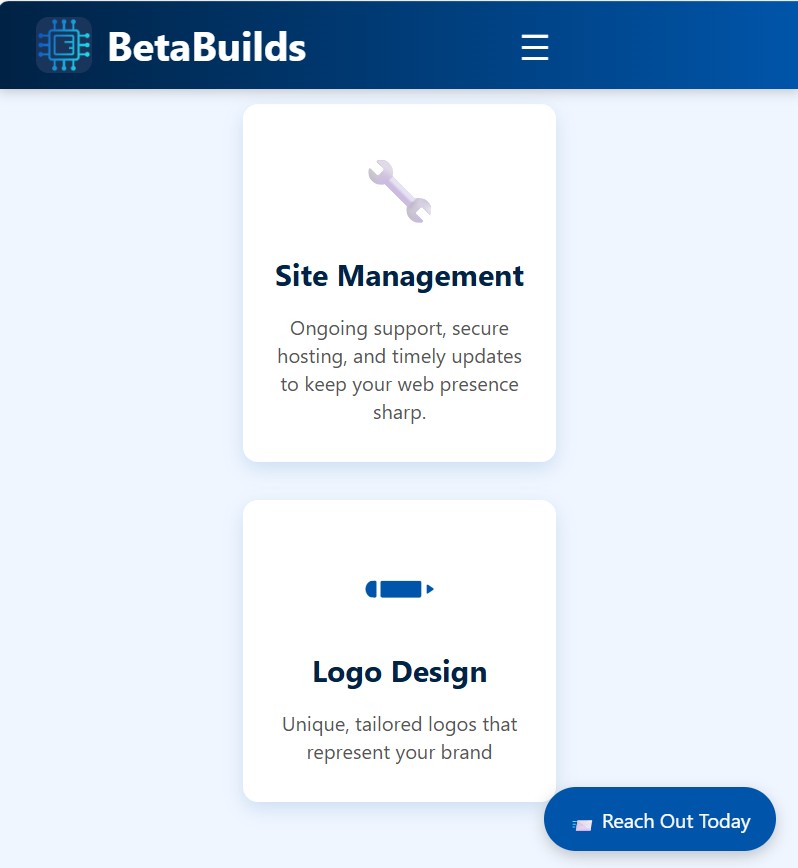 BetaBuilds
Site Management
Ongoing support, secure
hosting, and timely updates
to keep your web presence
sharp.
Logo Design
Unique, tailored logos that
represent your brand
Reach Out Today